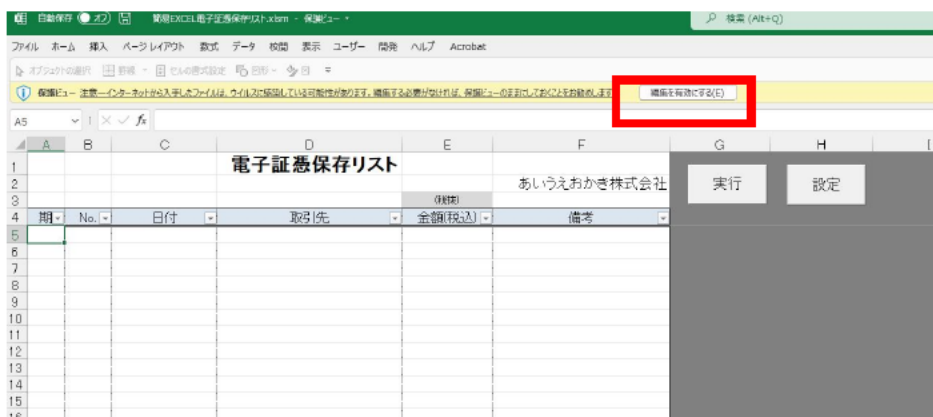 自動保存 オフ 簡易EXCEL電子証憑保存リスト.xlsm - 保護ビュー 検索 (Alt+Q)
ファイル ホーム 挿入 ページ レイアウト 数式 データ 校閲 表示 ユーザー 開発 ヘルプ Acrobat
オブジェクトの選択 罫線 セルの書式設定 図形
保護ビュー 注意―インターネットから入手したファイルは、ウイルスに感染している可能性があります。編集する必要がなければ、保護ビューのままにしておくことをお勧めします。 編集を有効にする(E)
A5 fx
A B C D E F G H I
1 電子証憑保存リスト
2 あいうえおかき株式会社 実行 設定
3
4 期 No. 日付 取引先 金額(税込) 備考
5
6
7
8
9
10
11
12
13
14
15
16